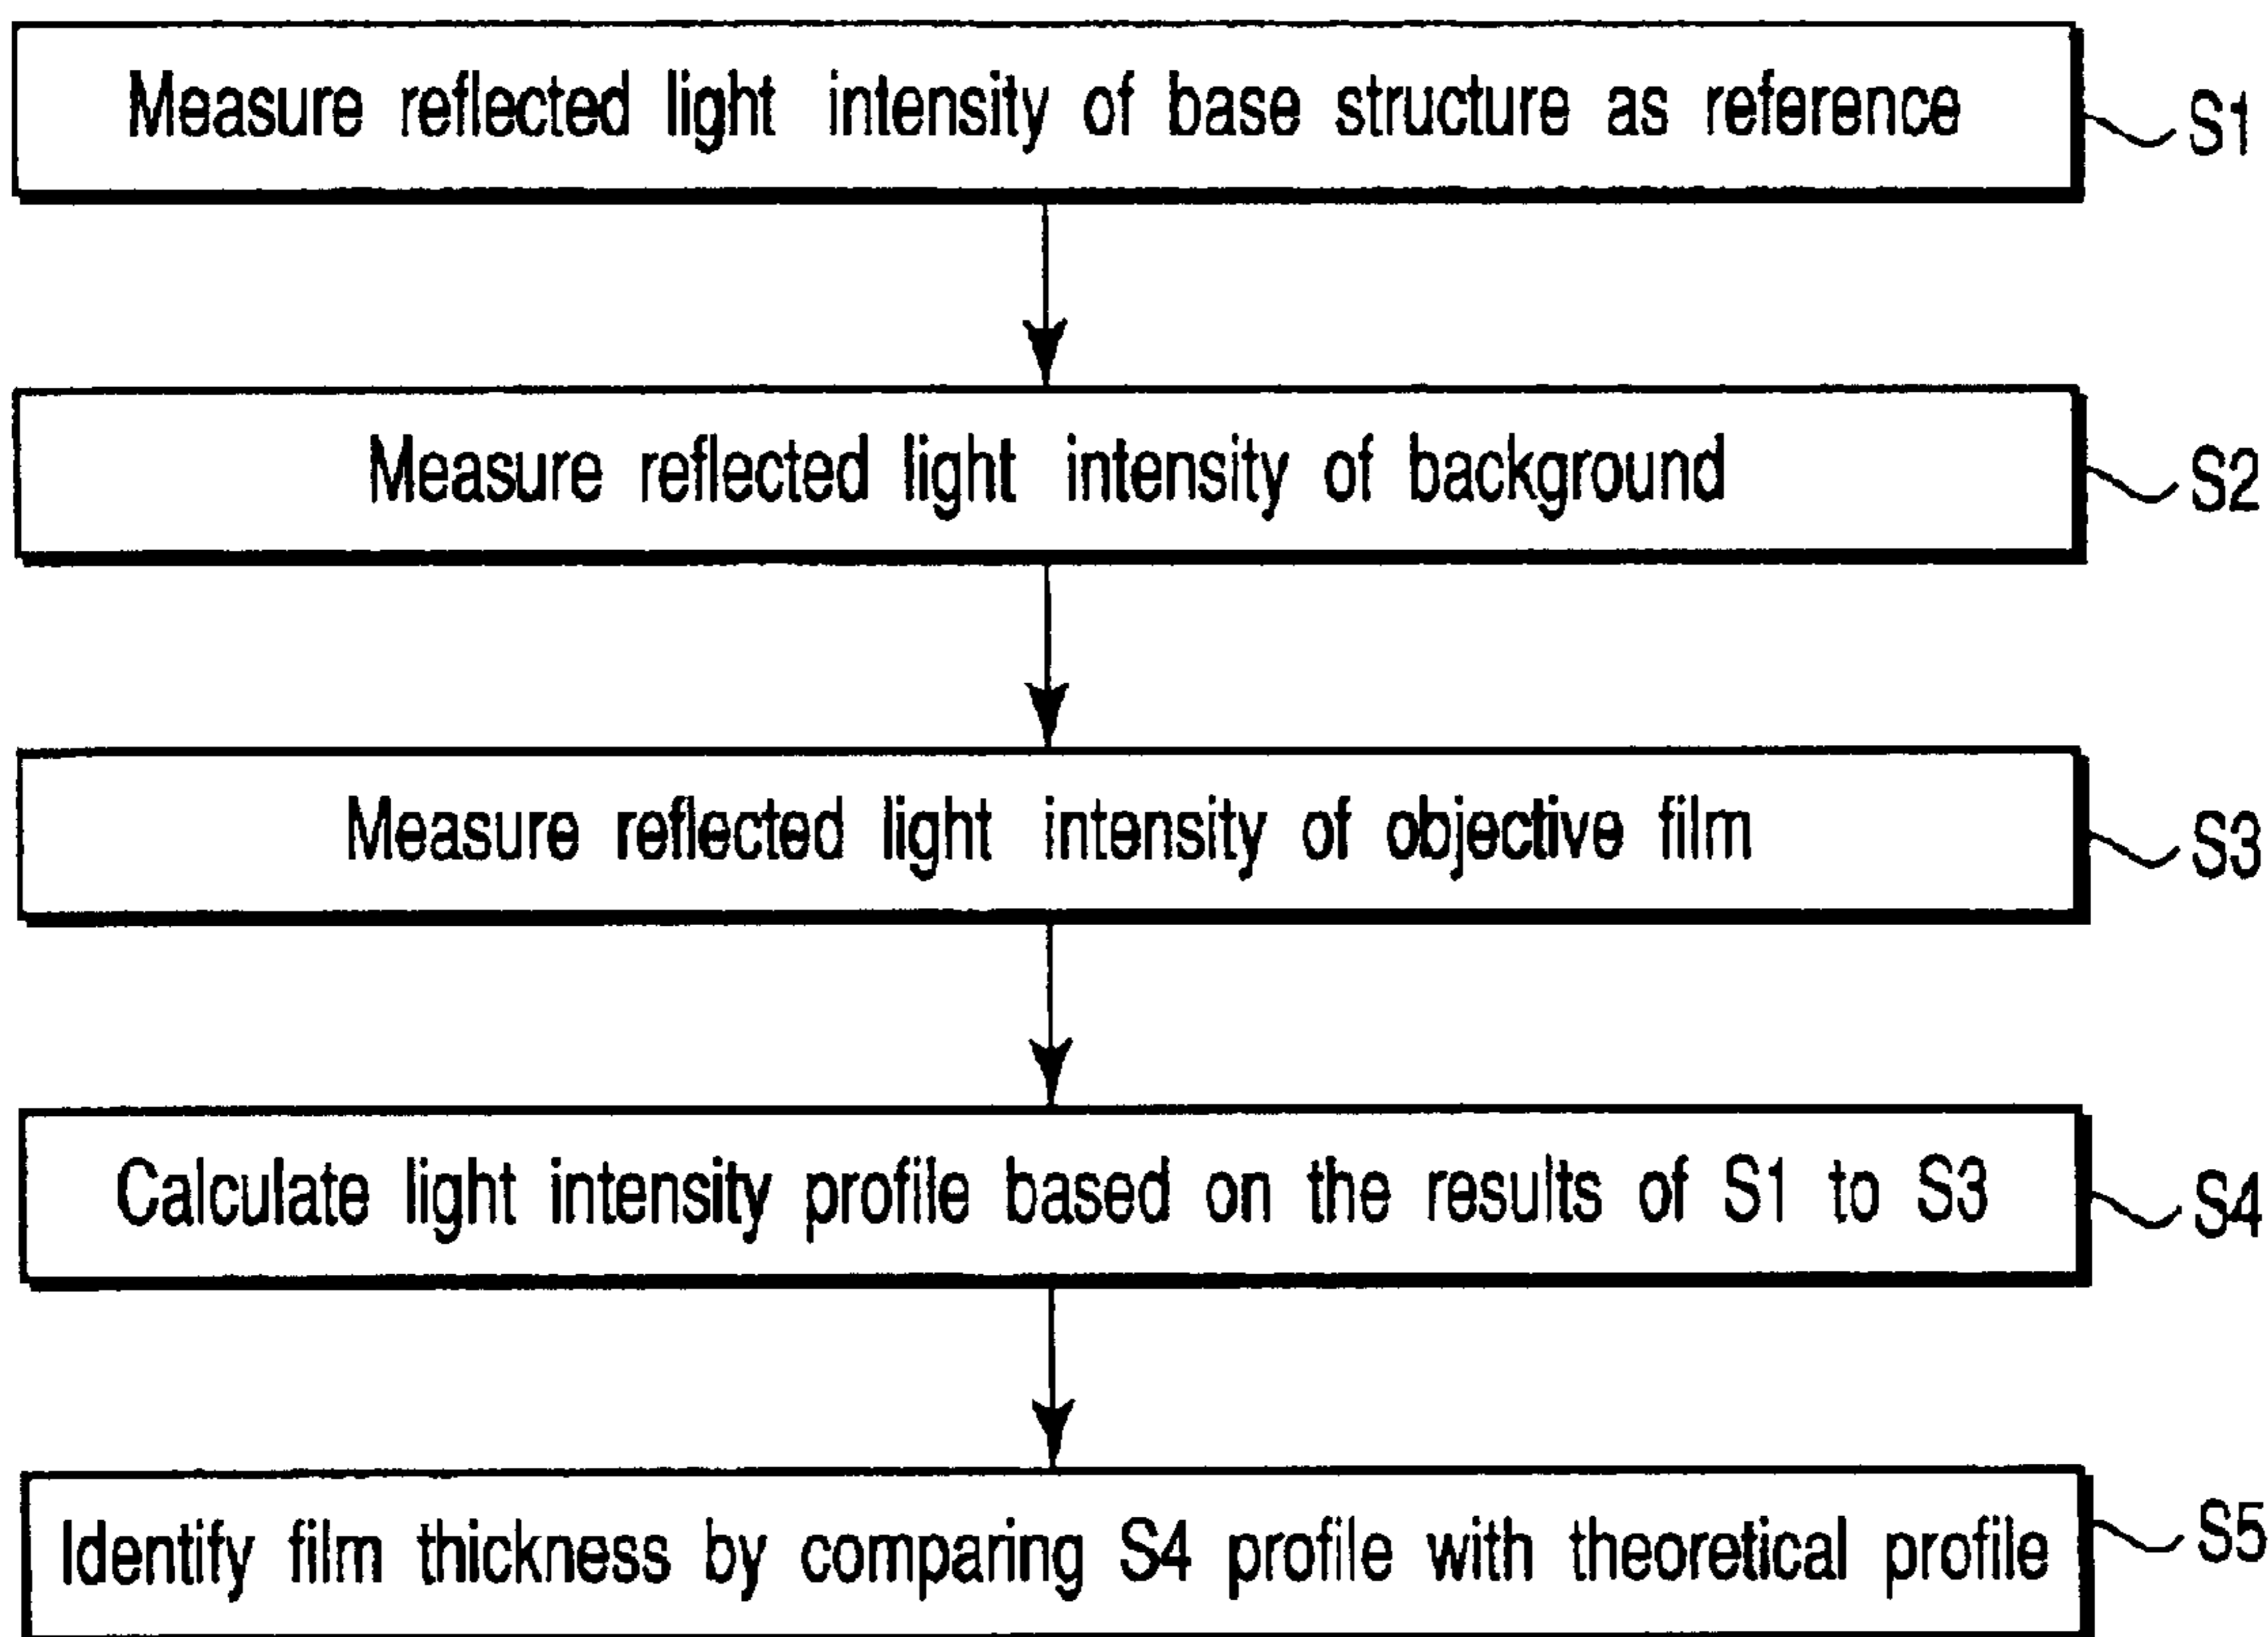 Measure reflected light intensity of base structure as reference
S1
Measure reflected light intensity of background
S2
Measure reflected light intensity of objective film
S3
Calculate light intensity profile based on the results of S1 to S3
S4
Identify film thickness by comparing S4 profile with theoretical profile
S5